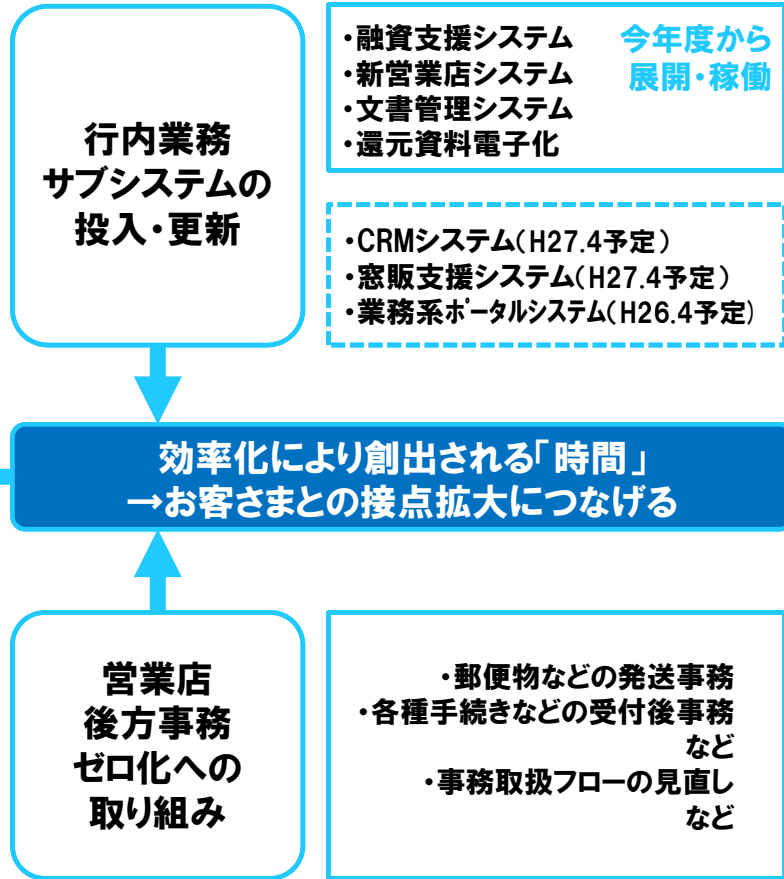 行内業務
サブシステムの
投入・更新
・融資支援システム
・新営業店システム
・文書管理システム
・還元資料電子化
今年度から
展開・稼働
・CRMシステム(H27.4予定)
・窓販支援システム(H27.4予定)
・業務系ポータルシステム(H26.4予定)
効率化により創出される「時間」
→お客さまとの接点拡大につなげる
営業店
後方事務
ゼロ化への
取り組み
・郵便物などの発送事務
・各種手続きなどの受付後事務
など
・事務取扱フローの見直し
など